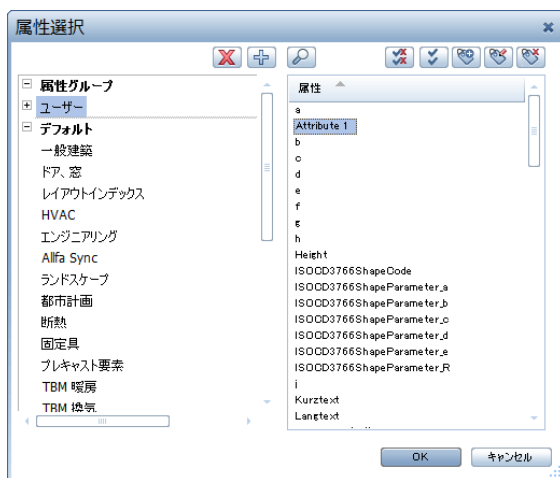 属性選択
属性グループ
ユーザー
デフォルト
一般建築
ドア、窓
レイアウトインデックス
HVAC
エンジニアリング
Allfa Sync
ランドスケープ
都市計画
断熱
固定具
プレキャスト要素
TBM 暖房
TBM 換気
属性
a
Attribute 1
b
c
d
e
f
g
h
Height
ISOCD3766ShapeCode
ISOCD3766ShapeParameter_a
ISOCD3766ShapeParameter_b
ISOCD3766ShapeParameter_c
ISOCD3766ShapeParameter_d
ISOCD3766ShapeParameter_e
ISOCD3766ShapeParameter_R
i
Kurztext
Langtext
OK
キャンセル